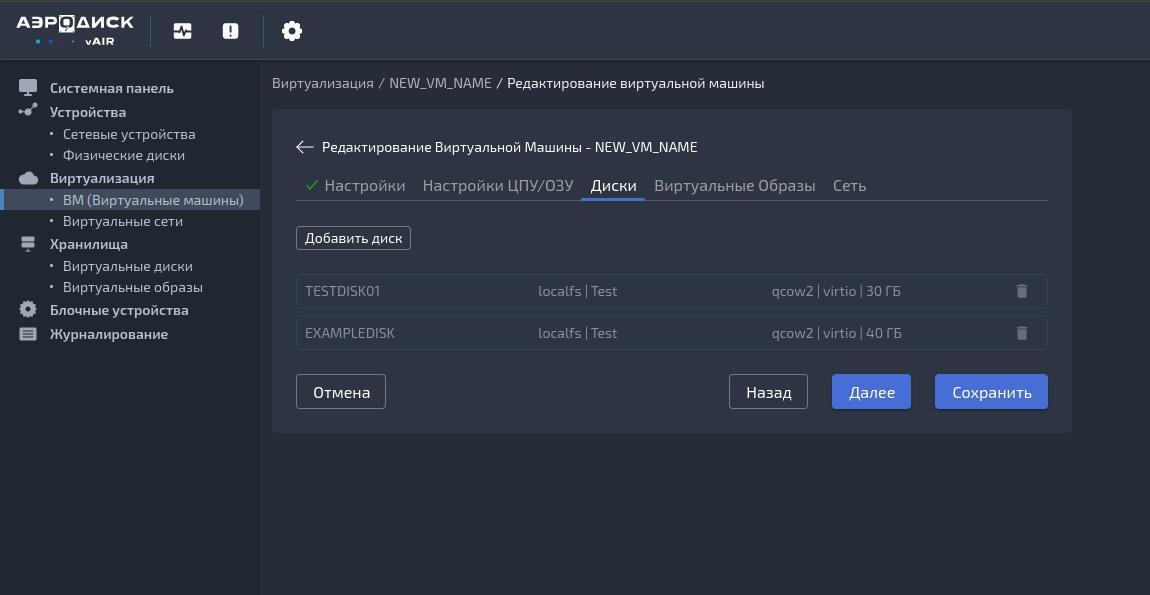 АЭРОДИСК
vAIR
Виртуализация / NEW_VM_NAME / Редактирование виртуальной машины
Системная панель
Устройства
Сетевые устройства
Физические диски
Виртуализация
ВМ (Виртуальные машины)
Виртуальные сети
Хранилища
Виртуальные диски
Виртуальные образы
Блочные устройства
Журналирование
Редактирование Виртуальной Машины - NEW_VM_NAME
Настройки Настройки ЦПУ/ОЗУ Диски Виртуальные Образы Сеть
Добавить диск
TESTDISK01 localfs | Test qcow2 | virtio | 30 ГБ
EXAMPLEDISK localfs | Test qcow2 | virtio | 40 ГБ
Отмена Назад Далее Сохранить